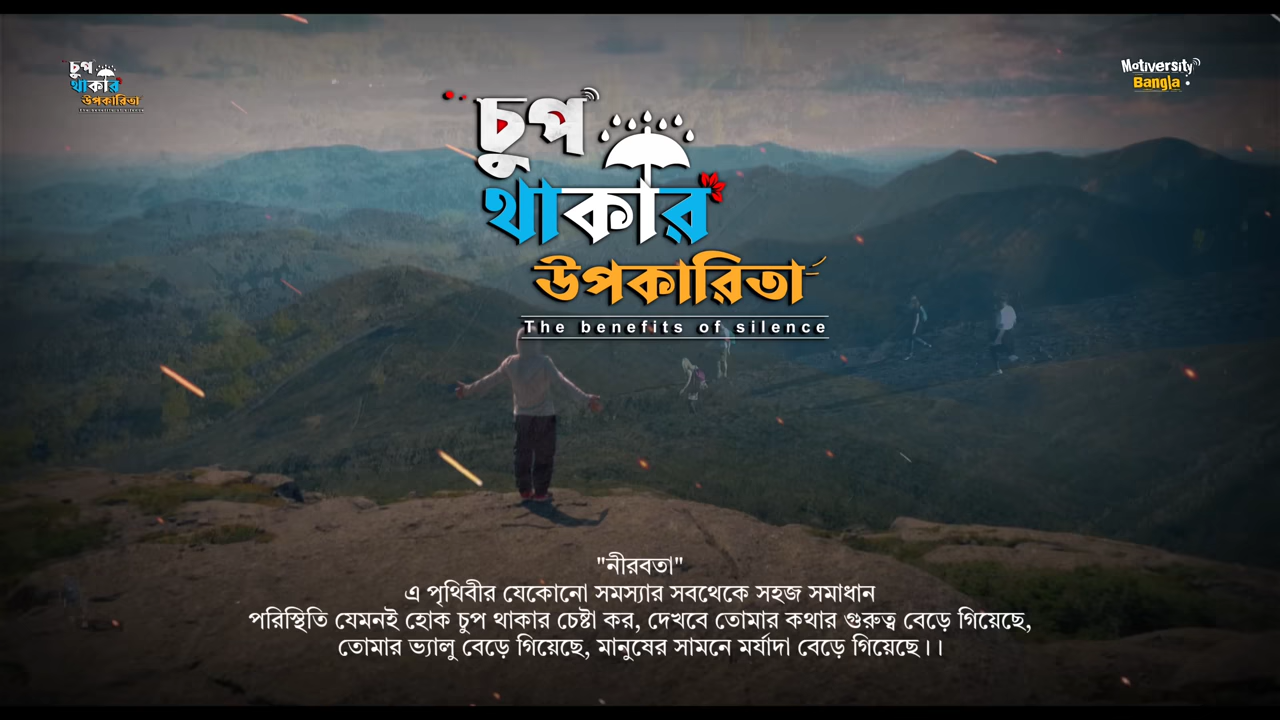 চুপ
থাকার
উপকারিতা
Motiversity
Bangla
চুপ
থাকার
উপকারিতা
The benefits of silence
"নীরবতা"
এ পৃথিবীর যেকোনো সমস্যার সবথেকে সহজ সমাধান
পরিস্থিতি যেমনই হোক চুপ থাকার চেষ্টা কর, দেখবে তোমার কথার গুরুত্ব বেড়ে গিয়েছে,
তোমার ভ্যালু বেড়ে গিয়েছে, মানুষের সামনে মর্যাদা বেড়ে গিয়েছে।।